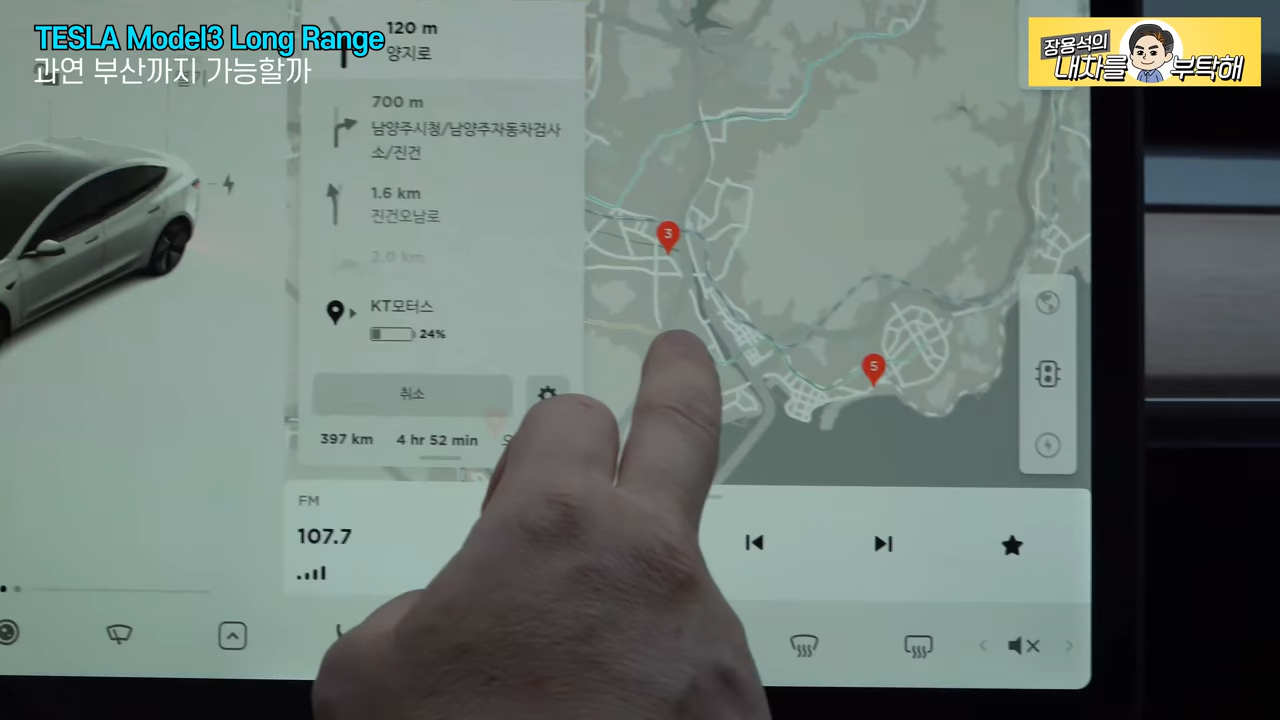 TESLA Model3 Long Range
과연 부산까지 가능할까
장용석의
내차를 부탁해
120 m
양지로
700 m
남양주시청/남양주자동차검사
소/진건
1.6 km
진건오남로
2.0 km
KT모터스
24%
취소
397 km 4 hr 52 min
3
5
FM
107.7